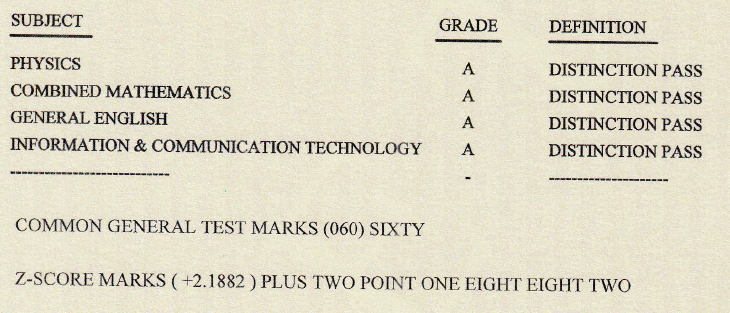 SUBJECT GRADE DEFINITION
PHYSICS A DISTINCTION PASS
COMBINED MATHEMATICS A DISTINCTION PASS
GENERAL ENGLISH A DISTINCTION PASS
INFORMATION & COMMUNICATION TECHNOLOGY A DISTINCTION PASS
---------------------------- - ---------------------
COMMON GENERAL TEST MARKS (060) SIXTY
Z-SCORE MARKS ( +2.1882 ) PLUS TWO POINT ONE EIGHT EIGHT TWO